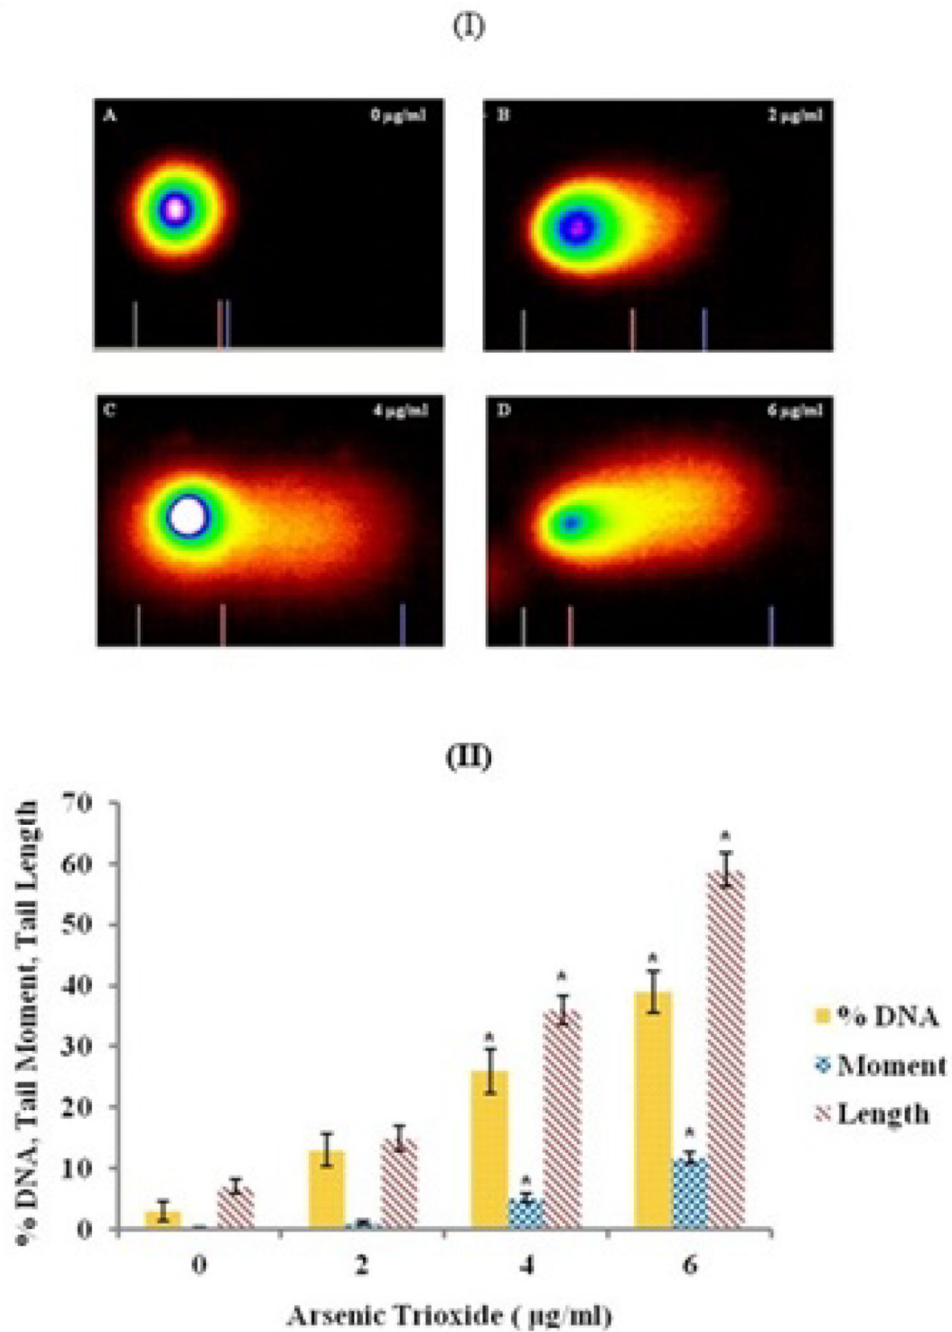 (I)
A 0 µg/ml
B 2 µg/ml
C 4 µg/ml
D 6 µg/ml
(II)
% DNA, Tail Moment, Tail Length
70
60
50
40
30
20
10
0
* * * * * *
% DNA
Moment
Length
0 2 4 6
Arsenic Trioxide ( µg/ml)